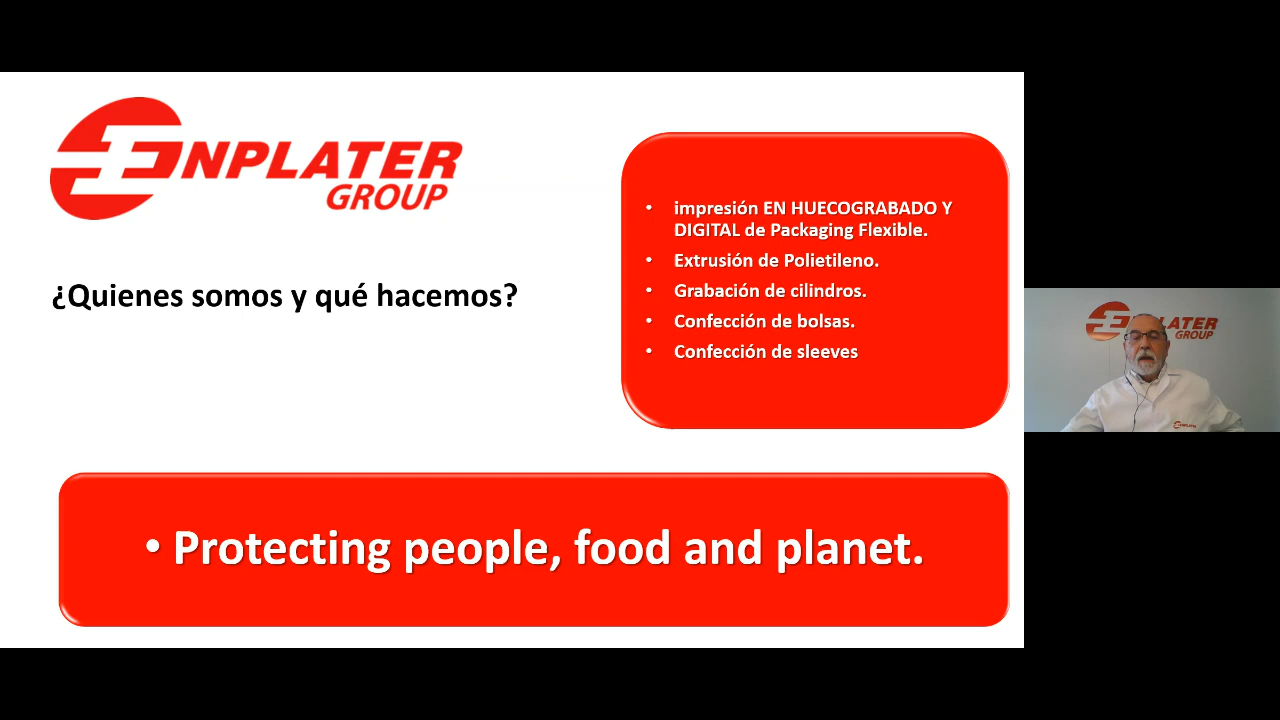 ENPLATER
GROUP
¿Quienes somos y qué hacemos?
• impresión EN HUECOGRABADO Y
DIGITAL de Packaging Flexible.
• Extrusión de Polietileno.
• Grabación de cilindros.
• Confección de bolsas.
• Confección de sleeves
• Protecting people, food and planet.
ENPLATER
GROUP